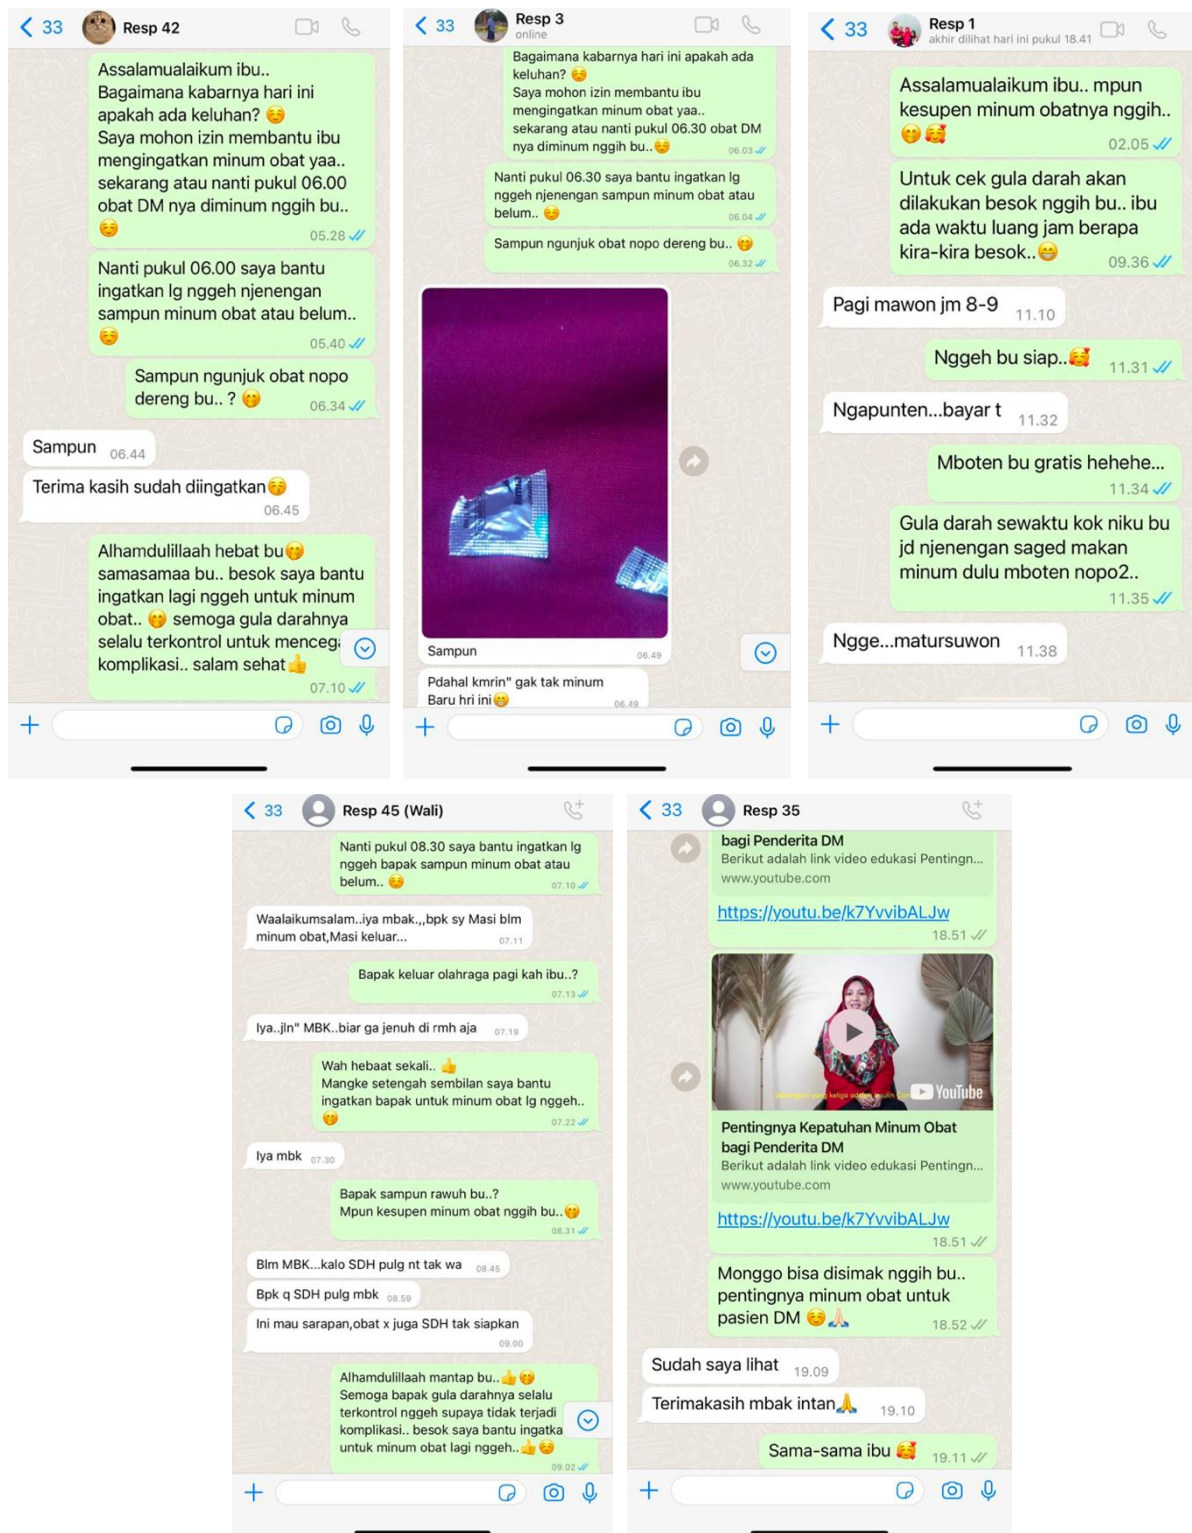 33
Resp 42
Assalamualaikum ibu..
Bagaimana kabarnya hari ini
apakah ada keluhan? 😊
Saya mohon izin membantu ibu
mengingatkan minum obat yaa..
sekarang atau nanti pukul 06.00
obat DM nya diminum nggih bu..
☺️
05.28
Nanti pukul 06.00 saya bantu
ingatkan lg nggeh njenengan
sampun minum obat atau belum..
☺️
05.40
Sampun ngunjuk obat nopo
dereng bu.. ? 🤭
06.34
Sampun 06.44
Terima kasih sudah diingatkan😚
06.45
Alhamdulillaah hebat bu🤭
samasamaa bu.. besok saya bantu
ingatkan lagi nggeh untuk minum
obat.. 🤭 semoga gula darahnya
selalu terkontrol untuk mencega
komplikasi.. salam sehat👍
07.10
33
Resp 3
online
Bagaimana kabarnya hari ini apakah ada
keluhan? 😊
Saya mohon izin membantu ibu
mengingatkan minum obat yaa..
sekarang atau nanti pukul 06.30 obat DM
nya diminum nggih bu..☺️
06.03
Nanti pukul 06.30 saya bantu ingatkan lg
nggeh njenengan sampun minum obat atau
belum.. ☺️
06.04
Sampun ngunjuk obat nopo dereng bu.. 🤭
06.32
Sampun 06.49
Pdahal kmrin" gak tak minum
Baru hri ini😁 06.49
33
Resp 1
akhir dilihat hari ini pukul 18.41
Assalamualaikum ibu.. mpun
kesupen minum obatnya nggih..
🤭🥰
02.05
Untuk cek gula darah akan
dilakukan besok nggih bu.. ibu
ada waktu luang jam berapa
kira-kira besok..😁
09.36
Pagi mawon jm 8-9 11.10
Nggeh bu siap..🥰 11.31
Ngapunten...bayar t 11.32
Mboten bu gratis hehehe...
11.34
Gula darah sewaktu kok niku bu
jd njenengan saged makan
minum dulu mboten nopo2..
11.35
Ngge...matursuwon 11.38
33
Resp 45 (Wali)
Nanti pukul 08.30 saya bantu ingatkan lg
nggeh bapak sampun minum obat atau
belum.. ☺️
07.10
Waalaikumsalam..iya mbak.,,bpk sy Masi blm
minum obat,Masi keluar... 07.11
Bapak keluar olahraga pagi kah ibu..?
07.13
Iya..jln" MBK..biar ga jenuh di rmh aja 07.19
Wah hebaat sekali.. 👍
Mangke setengah sembilan saya bantu
ingatkan bapak untuk minum obat lg nggeh..
🤭
07.22
Iya mbk 07.30
Bapak sampun rawuh bu..?
Mpun kesupen minum obat nggih bu..🤭
08.31
Blm MBK...kalo SDH pulg nt tak wa 08.45
Bpk q SDH pulg mbk 08.59
Ini mau sarapan,obat x juga SDH tak siapkan
09.00
Alhamdulillaah mantap bu..👍🤭
Semoga bapak gula darahnya selalu
terkontrol nggeh supaya tidak terjadi
komplikasi.. besok saya bantu ingatka
untuk minum obat lagi nggeh..👍☺️
09.02
33
Resp 35
bagi Penderita DM
Berikut adalah link video edukasi Pentingn...
www.youtube.com
https://youtu.be/k7YvvibALJw
18.51
YouTube
Pentingnya Kepatuhan Minum Obat
bagi Penderita DM
Berikut adalah link video edukasi Pentingn...
www.youtube.com
https://youtu.be/k7YvvibALJw
18.51
Monggo bisa disimak nggih bu..
pentingnya minum obat untuk
pasien DM ☺️🙏🏻
18.52
Sudah saya lihat 19.09
Terimakasih mbak intan🙏 19.10
Sama-sama ibu 🥰 19.11